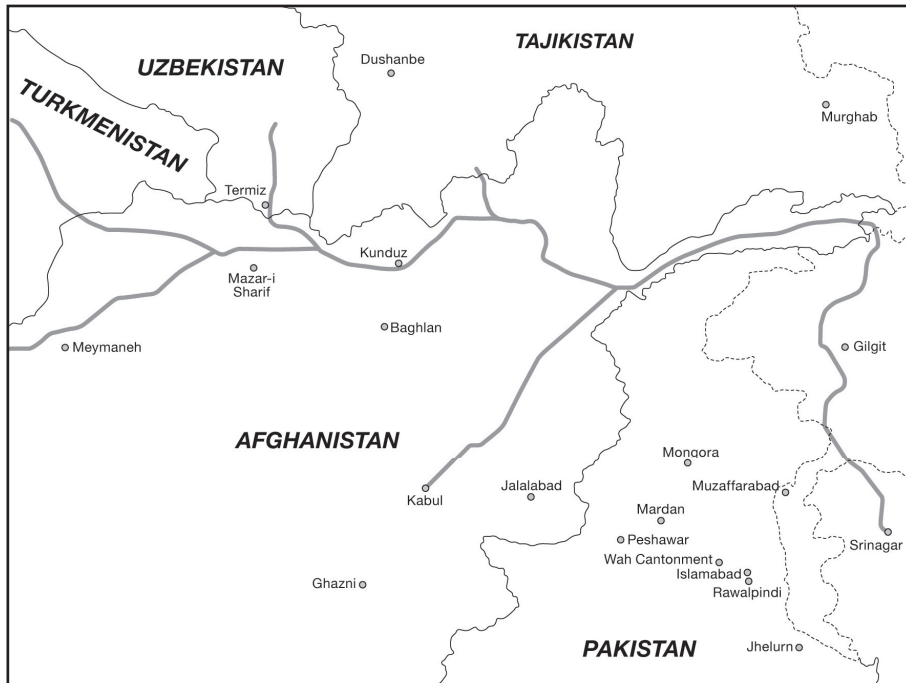 TAJIKISTAN
Dushanbe
UZBEKISTAN
TURKMENISTAN
Murghab
Termiz
Kunduz
Mazar-i
Sharif
Baghlan
Meymaneh
Gilgit
AFGHANISTAN
Mongora
Kabul
Jalalabad
Muzaffarabad
Mardan
Peshawar
Srinagar
Wah Cantonment
Islamabad
Rawalpindi
Ghazni
PAKISTAN
Jhelurn